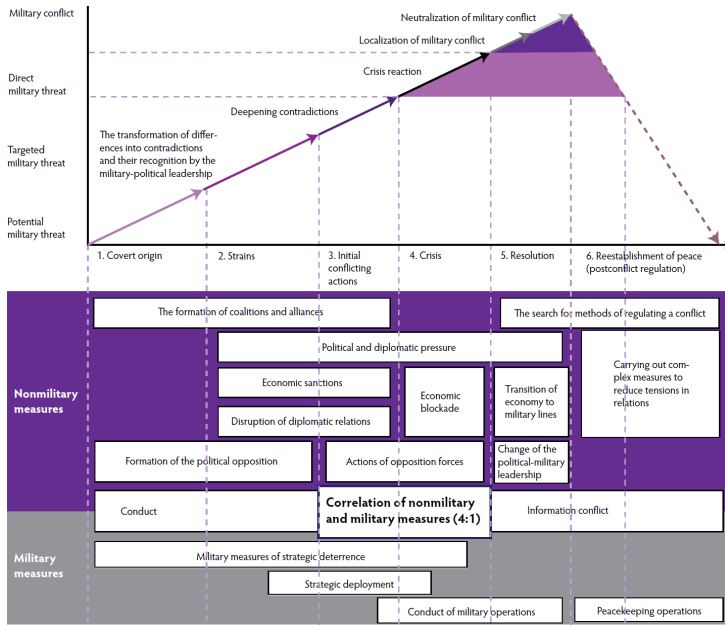 Military conflict
Neutralization of military conflict
Localization of military conflict
Crisis reaction
Direct
military threat
Deepening contradictions
The transformation of differ-
ences into contradictions
and their recognition by the
military-political leadership
Targeted
military threat
Potential
military threat
1. Covert origin
2. Strains
3. Initial
conflicting
actions
4. Crisis
5. Resolution
6. Reestablishment of peace
(postconflict regulation)
Nonmilitary
measures
The formation of coalitions and alliances
The search for methods of regulating a conflict
Political and diplomatic pressure
Economic sanctions
Disruption of diplomatic relations
Economic
blockade
Transition of
economy to
military lines
Carrying out com-
plex measures to
reduce tensions in
relations
Formation of the political opposition
Actions of opposition forces
Change of the
political-military
leadership
Conduct
Correlation of nonmilitary
and military measures (4:1)
Information conflict
Military
measures
Military measures of strategic deterrence
Strategic deployment
Conduct of military operations
Peacekeeping operations